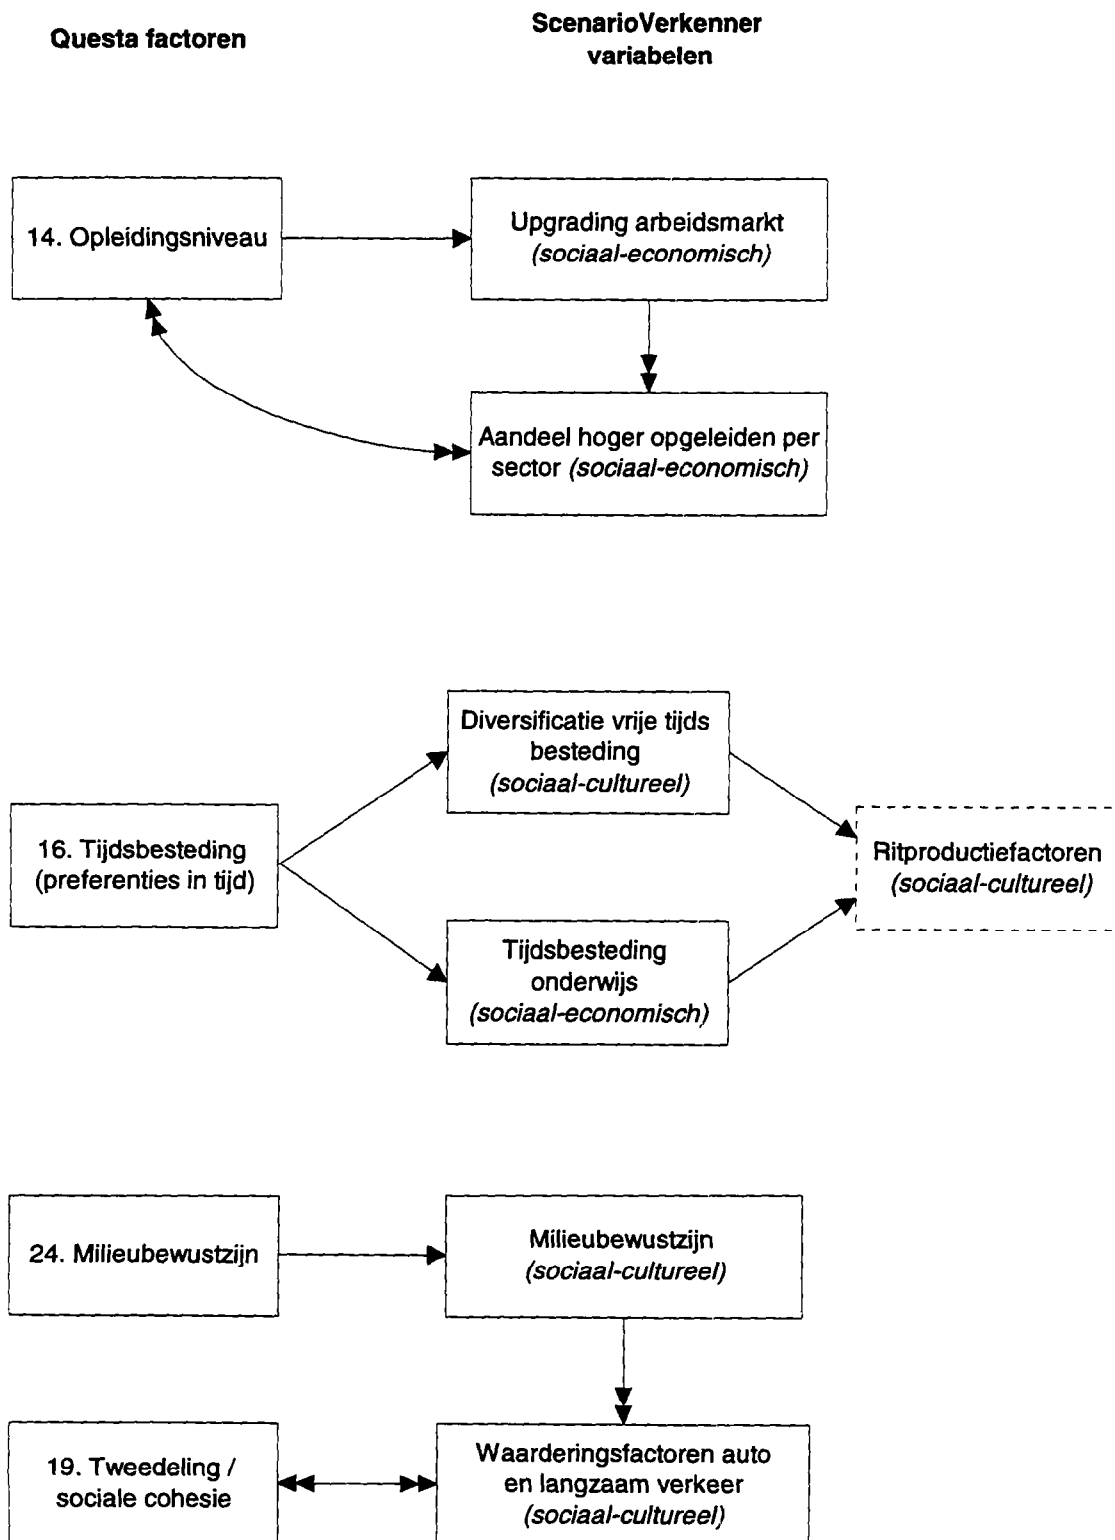 Questa factoren
ScenarioVerkenner
variabelen
14. Opleidingsniveau
Upgrading arbeidsmarkt
(sociaal-economisch)
Aandeel hoger opgeleiden per
sector (sociaal-economisch)
Diversificatie vrije tijds
besteding
(sociaal-cultureel)
16. Tijdsbesteding
(preferenties in tijd)
Ritproductiefactoren
(sociaal-cultureel)
Tijdsbesteding
onderwijs
(sociaal-economisch)
24. Milieubewustzijn
Milieubewustzijn
(sociaal-cultureel)
19. Tweedeling /
sociale cohesie
Waarderingsfactoren auto
en langzaam verkeer
(sociaal-cultureel)